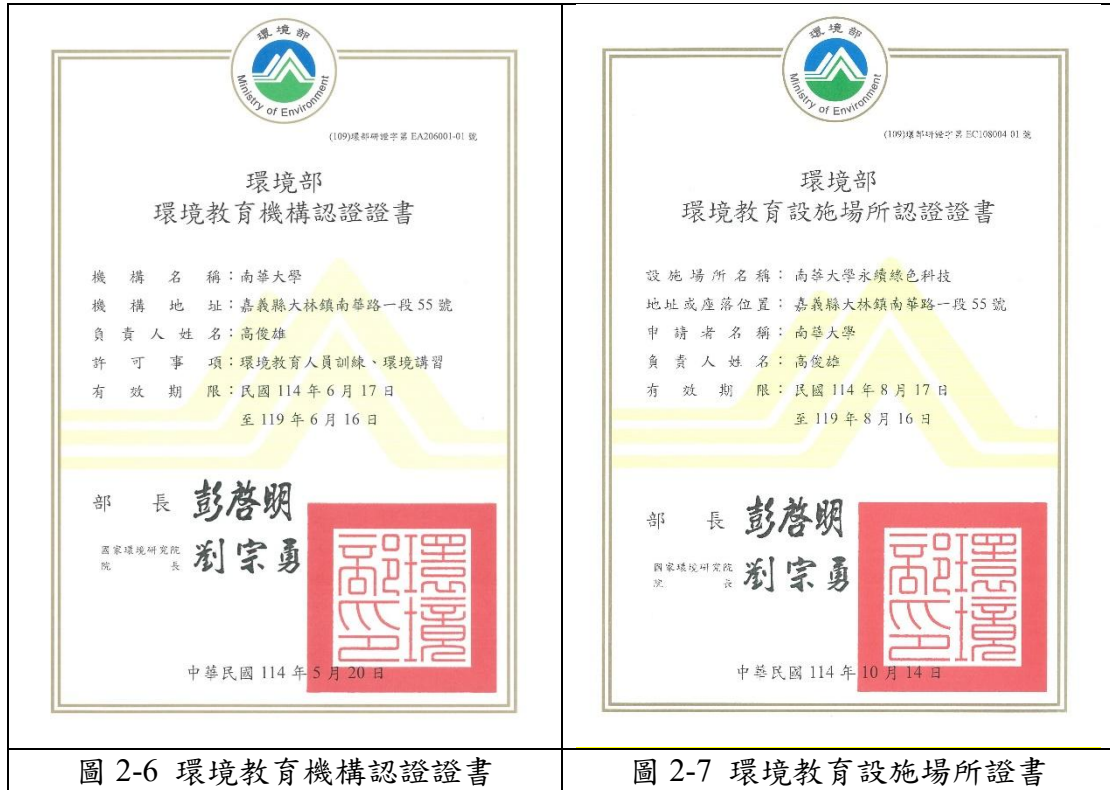 環境部
Ministry of Environment
(109)環部研證字第 EA206001-01 號
環境部
環境教育機構認證證書
機構名稱：南華大學
機構地址：嘉義縣大林鎮南華路一段 55 號
負責人姓名：高俊雄
許可事項：環境教育人員訓練、環境講習
有效期限：民國 114 年 6 月 17 日
至 119 年 6 月 16 日
部長 彭啓明
國家環境研究院
院長 劉宗勇
環境部印
中華民國 114 年 5 月 20 日
圖 2-6 環境教育機構認證證書
環境部
Ministry of Environment
(109)環部研證字第 EC108004-01 號
環境部
環境教育設施場所認證證書
設施場所名稱：南華大學永續綠色科技
地址或座落位置：嘉義縣大林鎮南華路一段 55 號
申請者名稱：南華大學
負責人姓名：高俊雄
有效期限：民國 114 年 8 月 17 日
至 119 年 8 月 16 日
部長 彭啓明
國家環境研究院
院長 劉宗勇
環境部印
中華民國 114 年 10 月 14 日
圖 2-7 環境教育設施場所證書